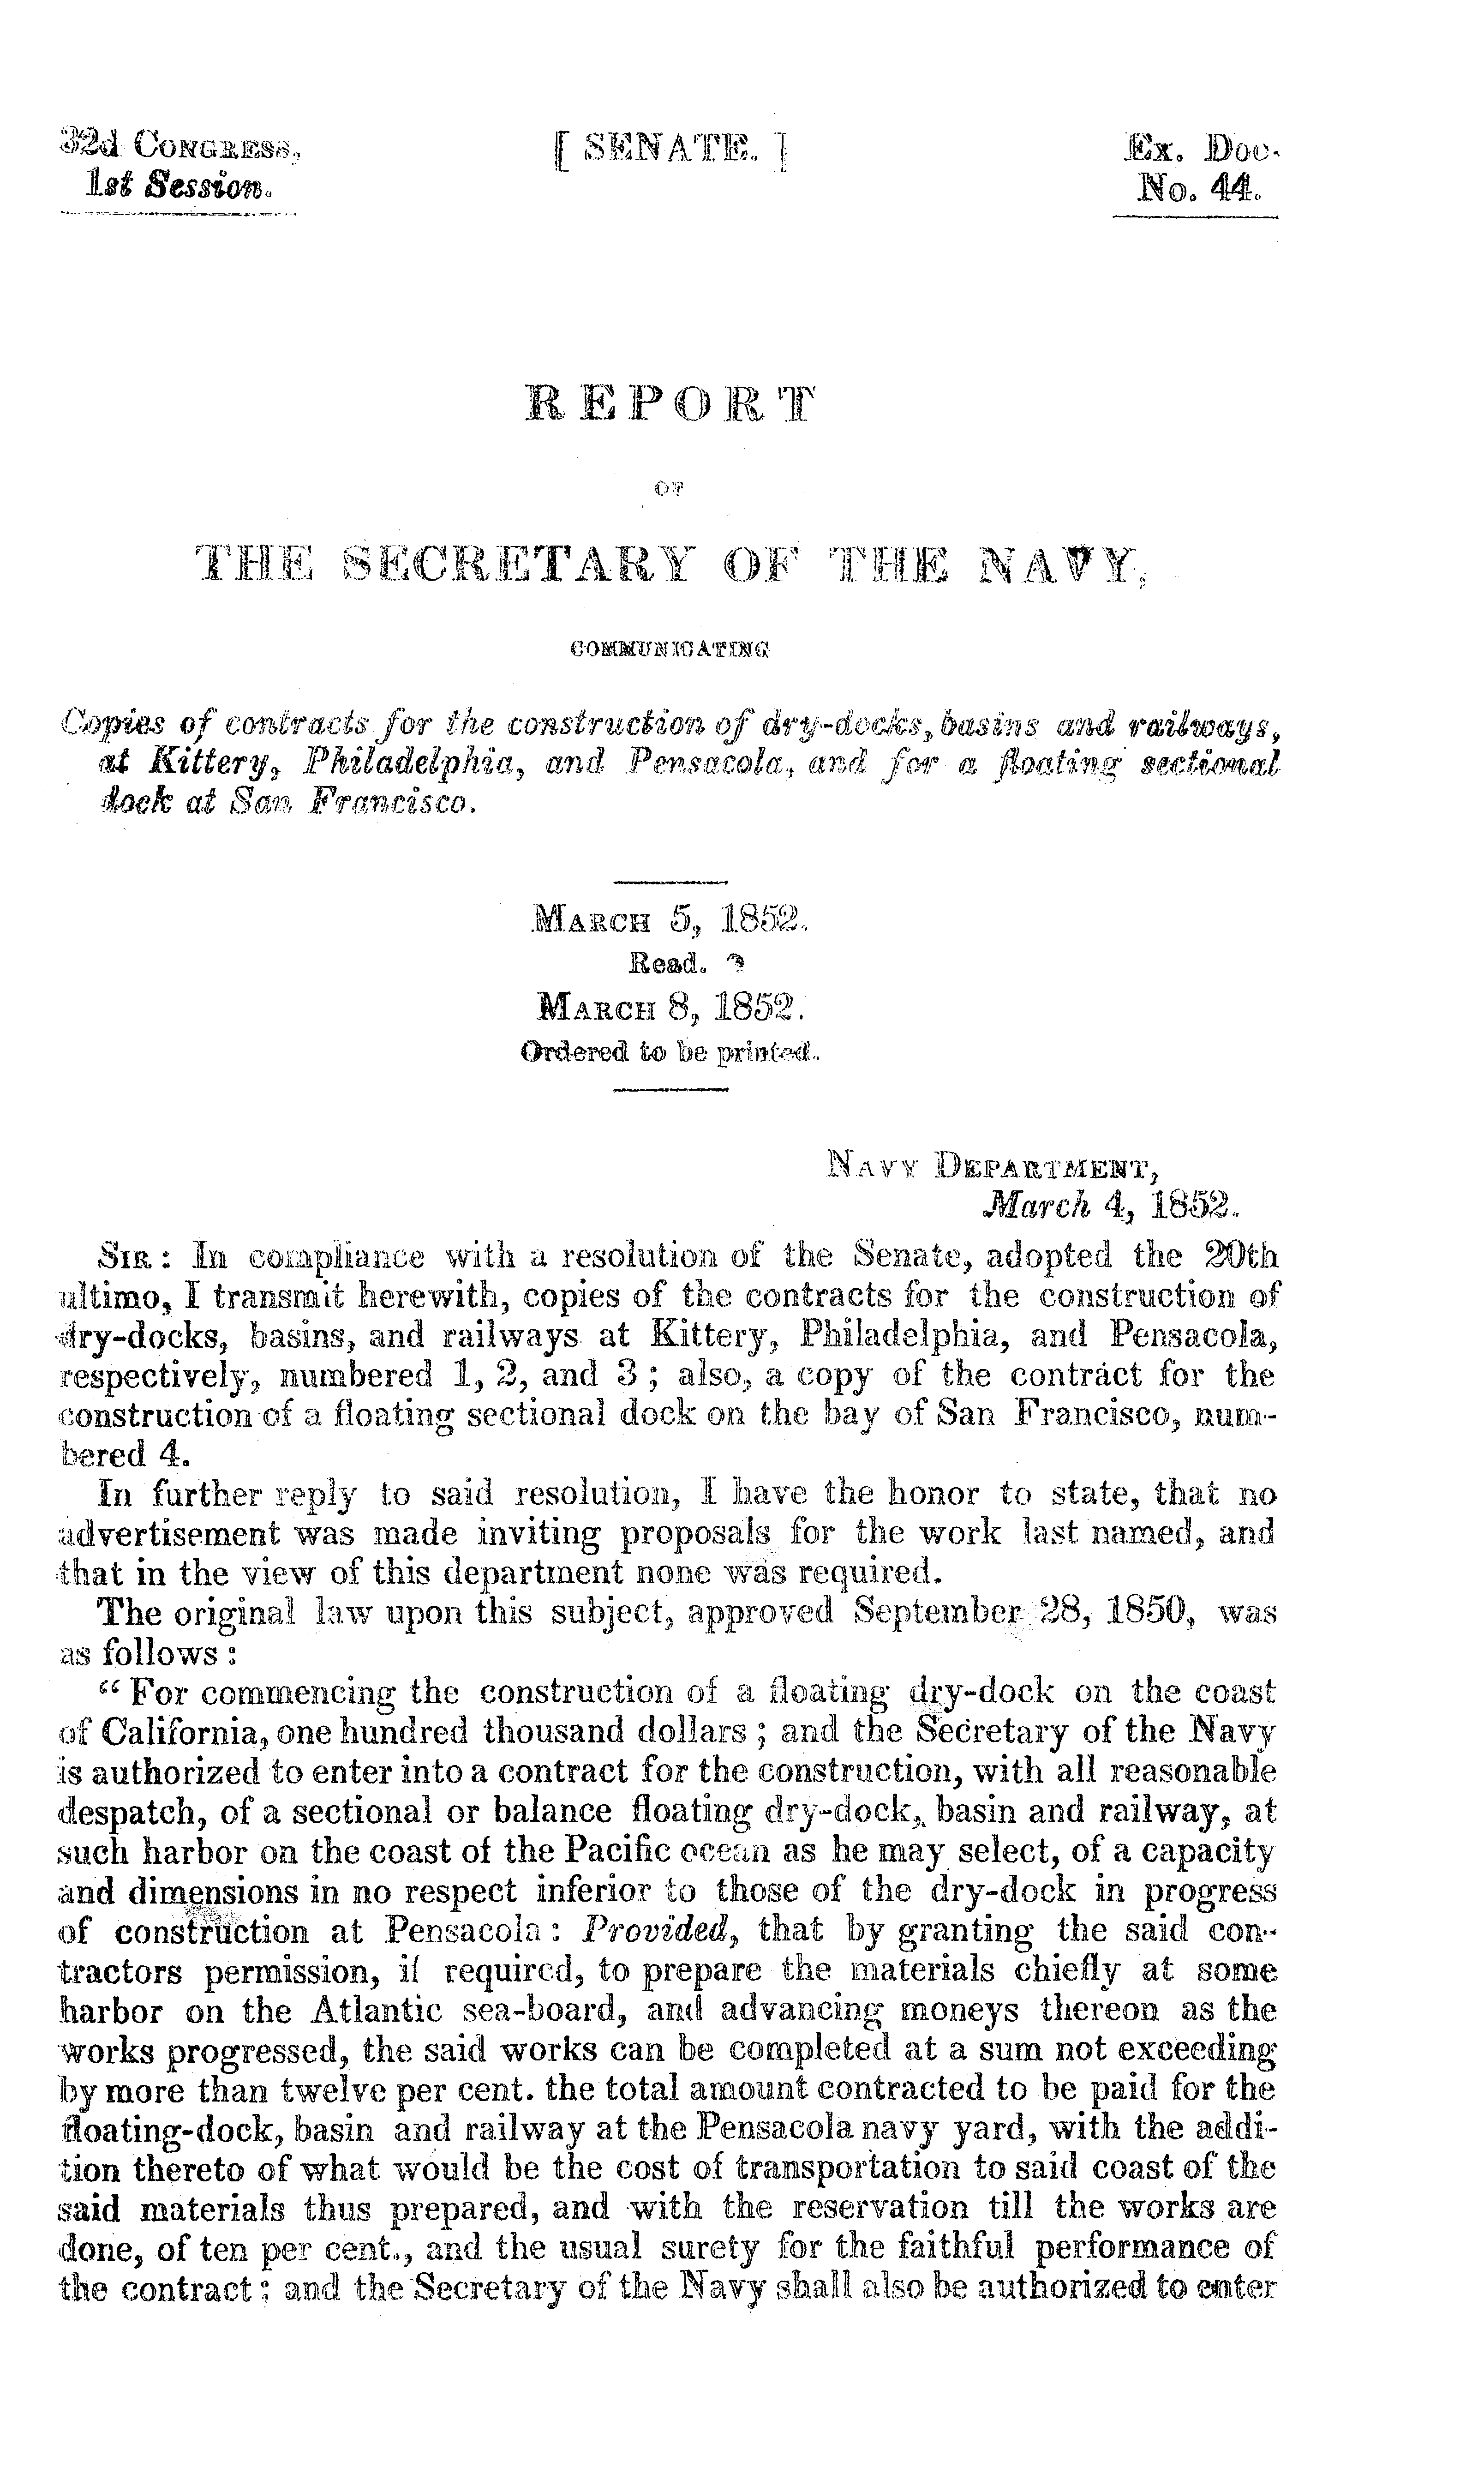 32d CONGRESS,
1st Session.
[ SENATE. ]
Ex. Doc.
No. 44.
REPORT
OF
THE SECRETARY OF THE NAVY,
COMMUNICATING
Copies of contracts for the construction of dry-docks, basins and railways,
at Kittery, Philadelphia, and Pensacola, and for a floating sectional
dock at San Francisco.
MARCH 5, 1852.
Read.
MARCH 8, 1852.
Ordered to be printed.
NAVY DEPARTMENT,
March 4, 1852.
SIR: In compliance with a resolution of the Senate, adopted the 20th
ultimo, I transmit herewith, copies of the contracts for the construction of
dry-docks, basins, and railways at Kittery, Philadelphia, and Pensacola,
respectively, numbered 1, 2, and 3; also, a copy of the contract for the
construction of a floating sectional dock on the bay of San Francisco, num-
bered 4.
In further reply to said resolution, I have the honor to state, that no
advertisement was made inviting proposals for the work last named, and
that in the view of this department none was required.
The original law upon this subject, approved September 28, 1850, was
as follows:
"For commencing the construction of a floating dry-dock on the coast
of California, one hundred thousand dollars; and the Secretary of the Navy
is authorized to enter into a contract for the construction, with all reasonable
despatch, of a sectional or balance floating dry-dock, basin and railway, at
such harbor on the coast of the Pacific ocean as he may select, of a capacity
and dimensions in no respect inferior to those of the dry-dock in progress
of construction at Pensacola: Provided, that by granting the said con-
tractors permission, if required, to prepare the materials chiefly at some
harbor on the Atlantic sea-board, and advancing moneys thereon as the
works progressed, the said works can be completed at a sum not exceeding
by more than twelve per cent. the total amount contracted to be paid for the
floating-dock, basin and railway at the Pensacola navy yard, with the addi-
tion thereto of what would be the cost of transportation to said coast of the
said materials thus prepared, and with the reservation till the works are
done, of ten per cent., and the usual surety for the faithful performance of
the contract; and the Secretary of the Navy shall also be authorized to enter